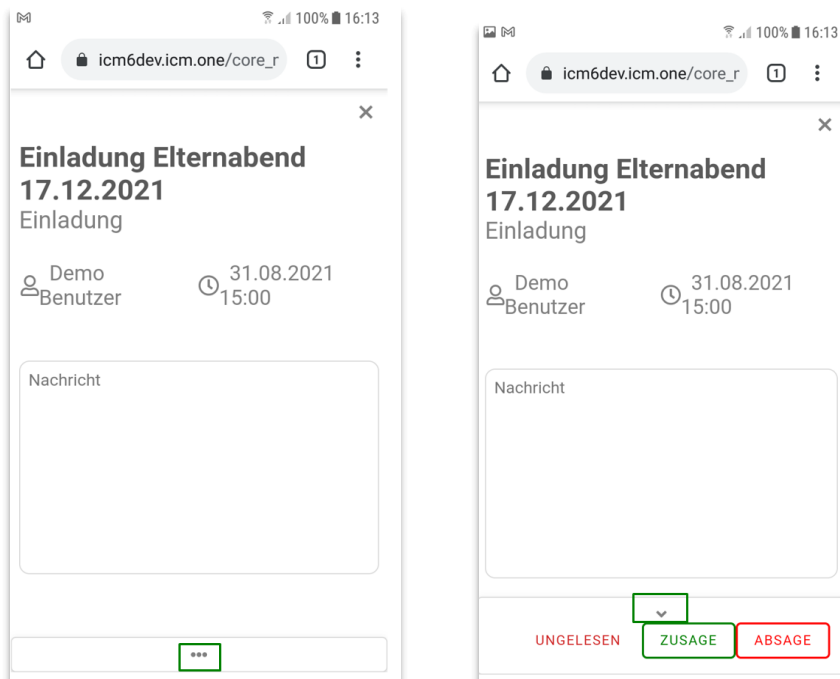 100% 16:13
icm6dev.icm.one/core_r 1
Einladung Elternabend
17.12.2021
Einladung
Demo
Benutzer
31.08.2021
15:00
Nachricht
100% 16:13
icm6dev.icm.one/core_r 1
Einladung Elternabend
17.12.2021
Einladung
Demo
Benutzer
31.08.2021
15:00
Nachricht
UNGELESEN ZUSAGE ABSAGE